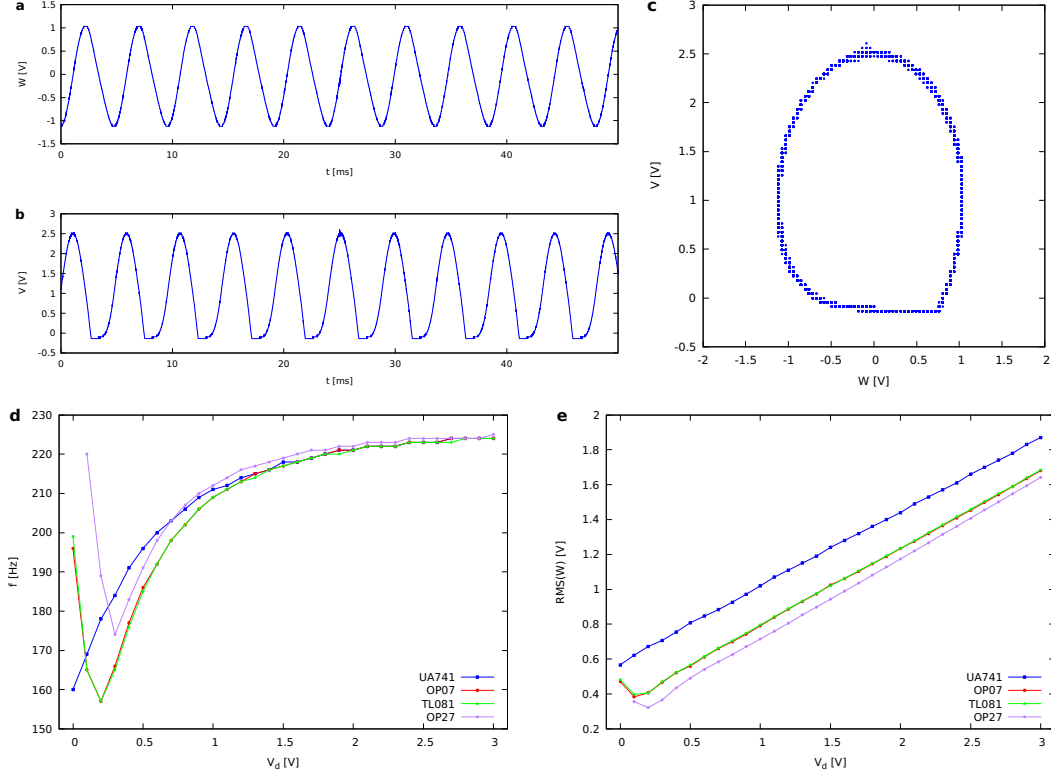 a
W [V]
1.5
1
0.5
0
-0.5
-1
-1.5
0 10 20 30 40
t [ms]
b
V [V]
3
2.5
2
1.5
1
0.5
0
-0.5
0 10 20 30 40
t [ms]
c
V [V]
3
2.5
2
1.5
1
0.5
0
-0.5
-2 -1.5 -1 -0.5 0 0.5 1 1.5 2
W [V]
d
f [Hz]
230
220
210
200
190
180
170
160
150
0 0.5 1 1.5 2 2.5 3
V_d [V]
UA741
OP07
TL081
OP27
e
RMS(W) [V]
2
1.8
1.6
1.4
1.2
1
0.8
0.6
0.4
0.2
0 0.5 1 1.5 2 2.5 3
V_d [V]
UA741
OP07
TL081
OP27